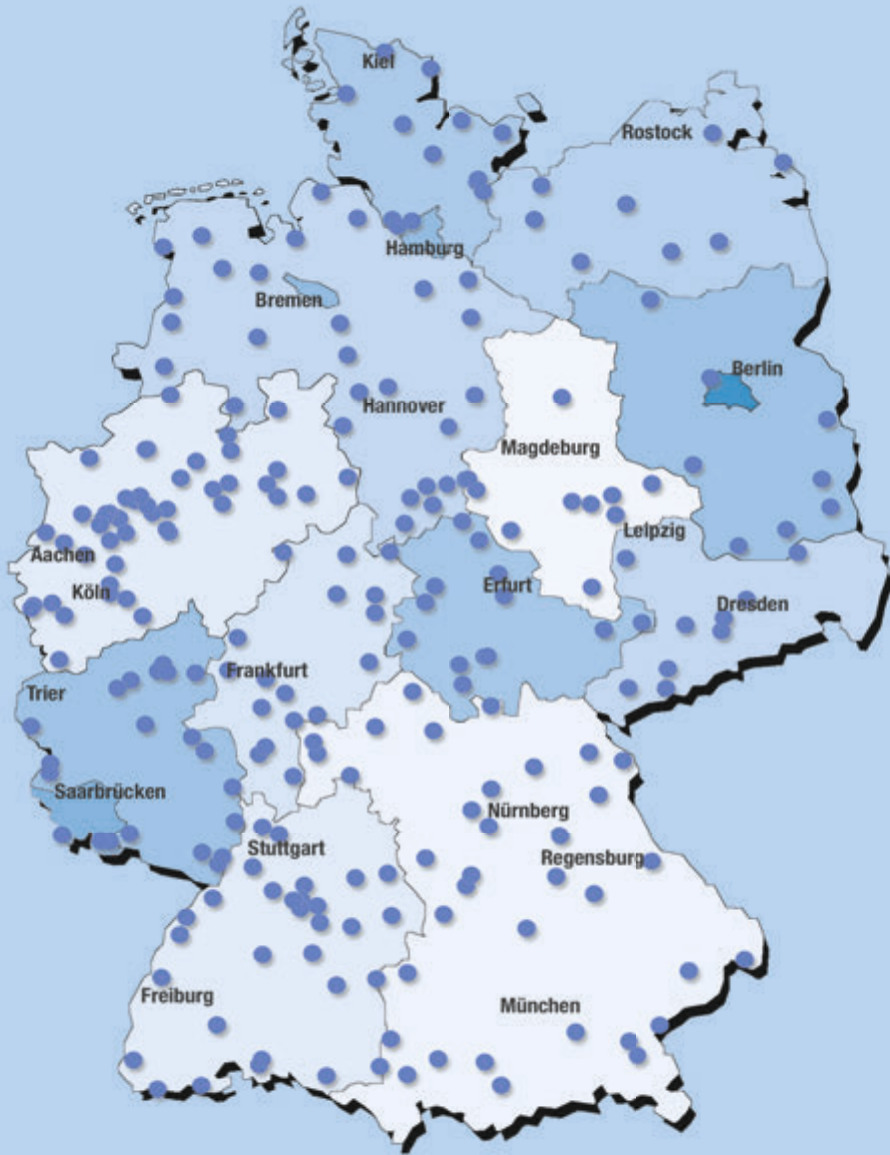 Kiel
Rostock
Hamburg
Bremen
Berlin
Hannover
Magdeburg
Leipzig
Aachen
Köln
Erfurt
Dresden
Frankfurt
Trier
Saarbrücken
Nürnberg
Stuttgart
Regensburg
Freiburg
München